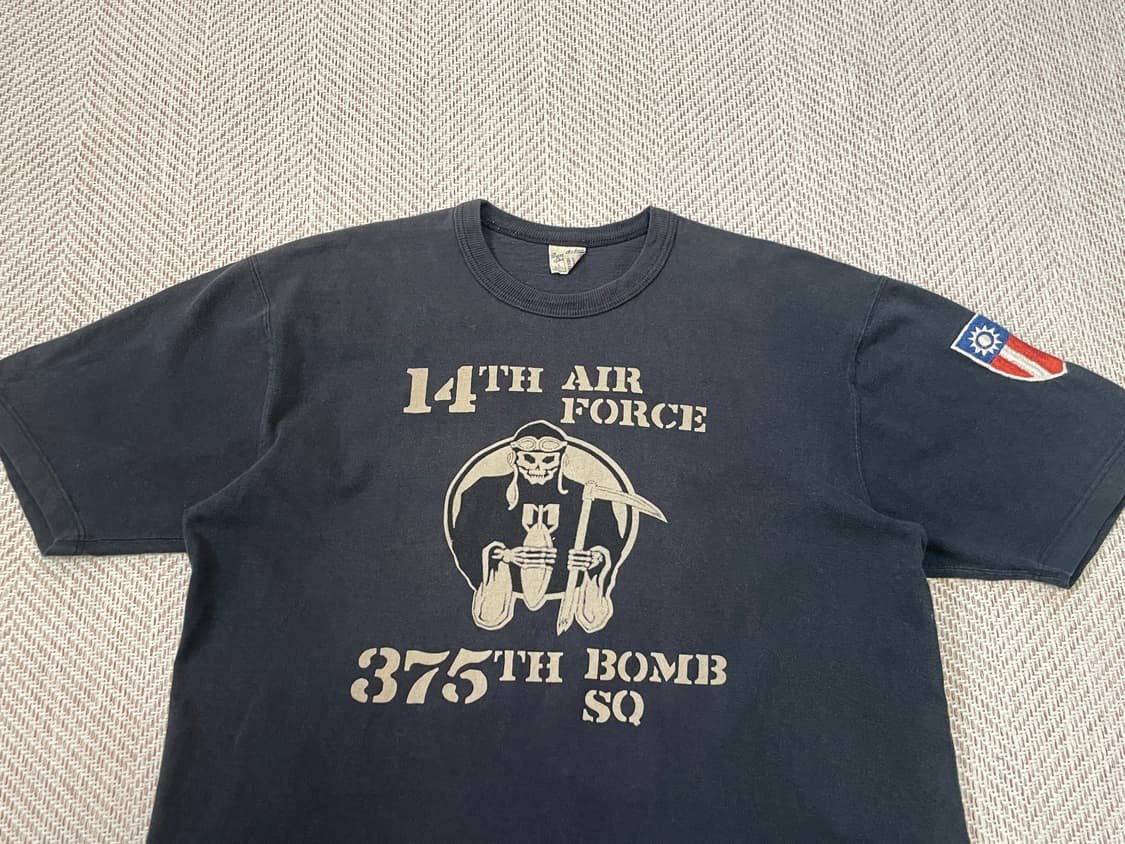 14TH AIR
FORCE
375TH BOMB
SQ